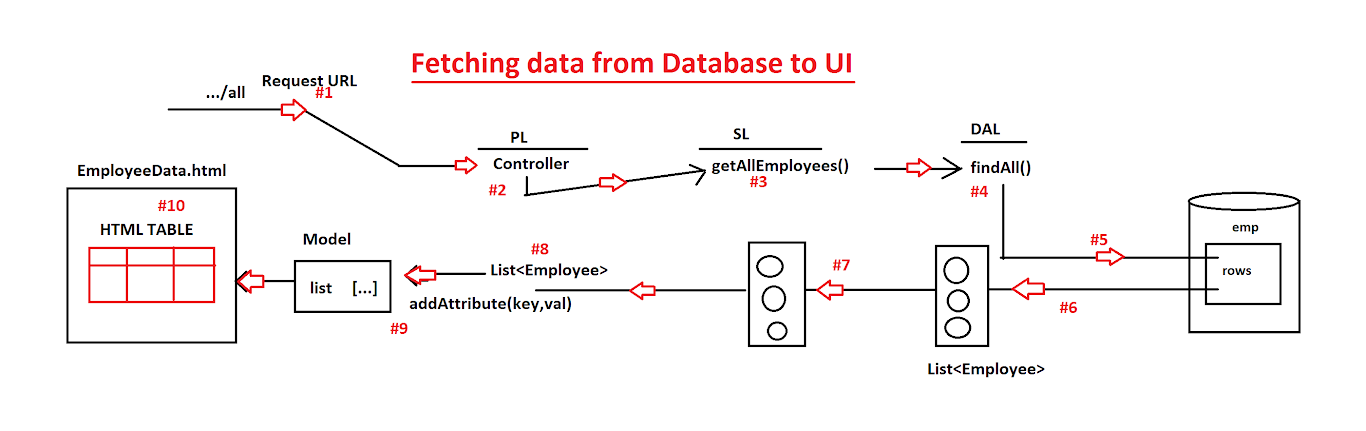 Fetching data from Database to UI
Request URL
.../all
#1
PL
Controller
#2
SL
getAllEmployees()
#3
DAL
findAll()
#4
#5
emp
rows
#6
List<Employee>
#7
#8
List<Employee>
addAttribute(key,val)
#9
Model
list [...]
EmployeeData.html
#10
HTML TABLE